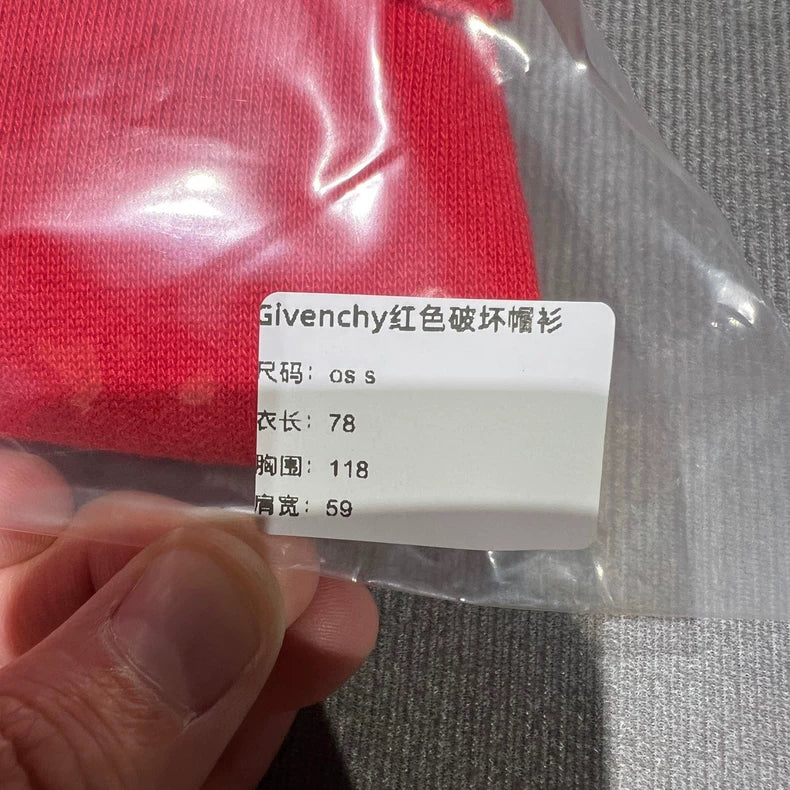 Givenchy红色破坏帽衫
尺码：os s
衣长：78
胸围：118
肩宽：59